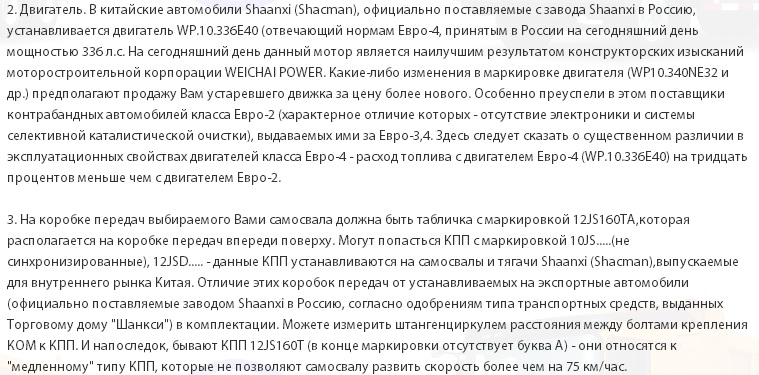 2. Двигатель. В китайские автомобили Shaanxi (Shacman), официально поставляемые с завода Shaanxi в Россию,
устанавливается двигатель WP.10.336E40 (отвечающий нормам Евро-4, принятым в России на сегодняшний день
мощностью 336 л.с. На сегодняшний день данный мотор является наилучшим результатом конструкторских изысканий
моторостроительной корпорации WEICHAI POWER. Какие-либо изменения в маркировке двигателя (WP10.340NE32 и
др.) предполагают продажу Вам устаревшего движка за цену более нового. Особенно преуспели в этом поставщики
контрабандных автомобилей класса Евро-2 (характерное отличие которых - отсутствие электроники и системы
селективной каталистической очистки), выдаваемых ими за Евро-3,4. Здесь следует сказать о существенном различии в
эксплуатационных свойствах двигателей класса Евро-4 - расход топлива с двигателем Евро-4 (WP.10.336E40) на тридцать
процентов меньше чем с двигателем Евро-2.
3. На коробке передач выбираемого Вами самосвала должна быть табличка с маркировкой 12JS160TA,которая
располагается на коробке передач впереди поверху. Могут попасться КПП с маркировкой 10JS.....(не
синхронизированные), 12JSD..... - данные КПП устанавливаются на самосвалы и тягачи Shaanxi (Shacman),выпускаемые
для внутреннего рынка Китая. Отличие этих коробок передач от устанавливаемых на экспортные автомобили
(официально поставляемые заводом Shaanxi в Россию, согласно одобрениям типа транспортных средств, выданных
Торговому дому "Шанкси") в комплектации. Можете измерить штангенциркулем расстояния между болтами крепления
КОМ к КПП. И напоследок, бывают КПП 12JS160T (в конце маркировки отсутствует буква А) - они относятся к
"медленному" типу КПП, которые не позволяют самосвалу развить скорость более чем на 75 км/час.